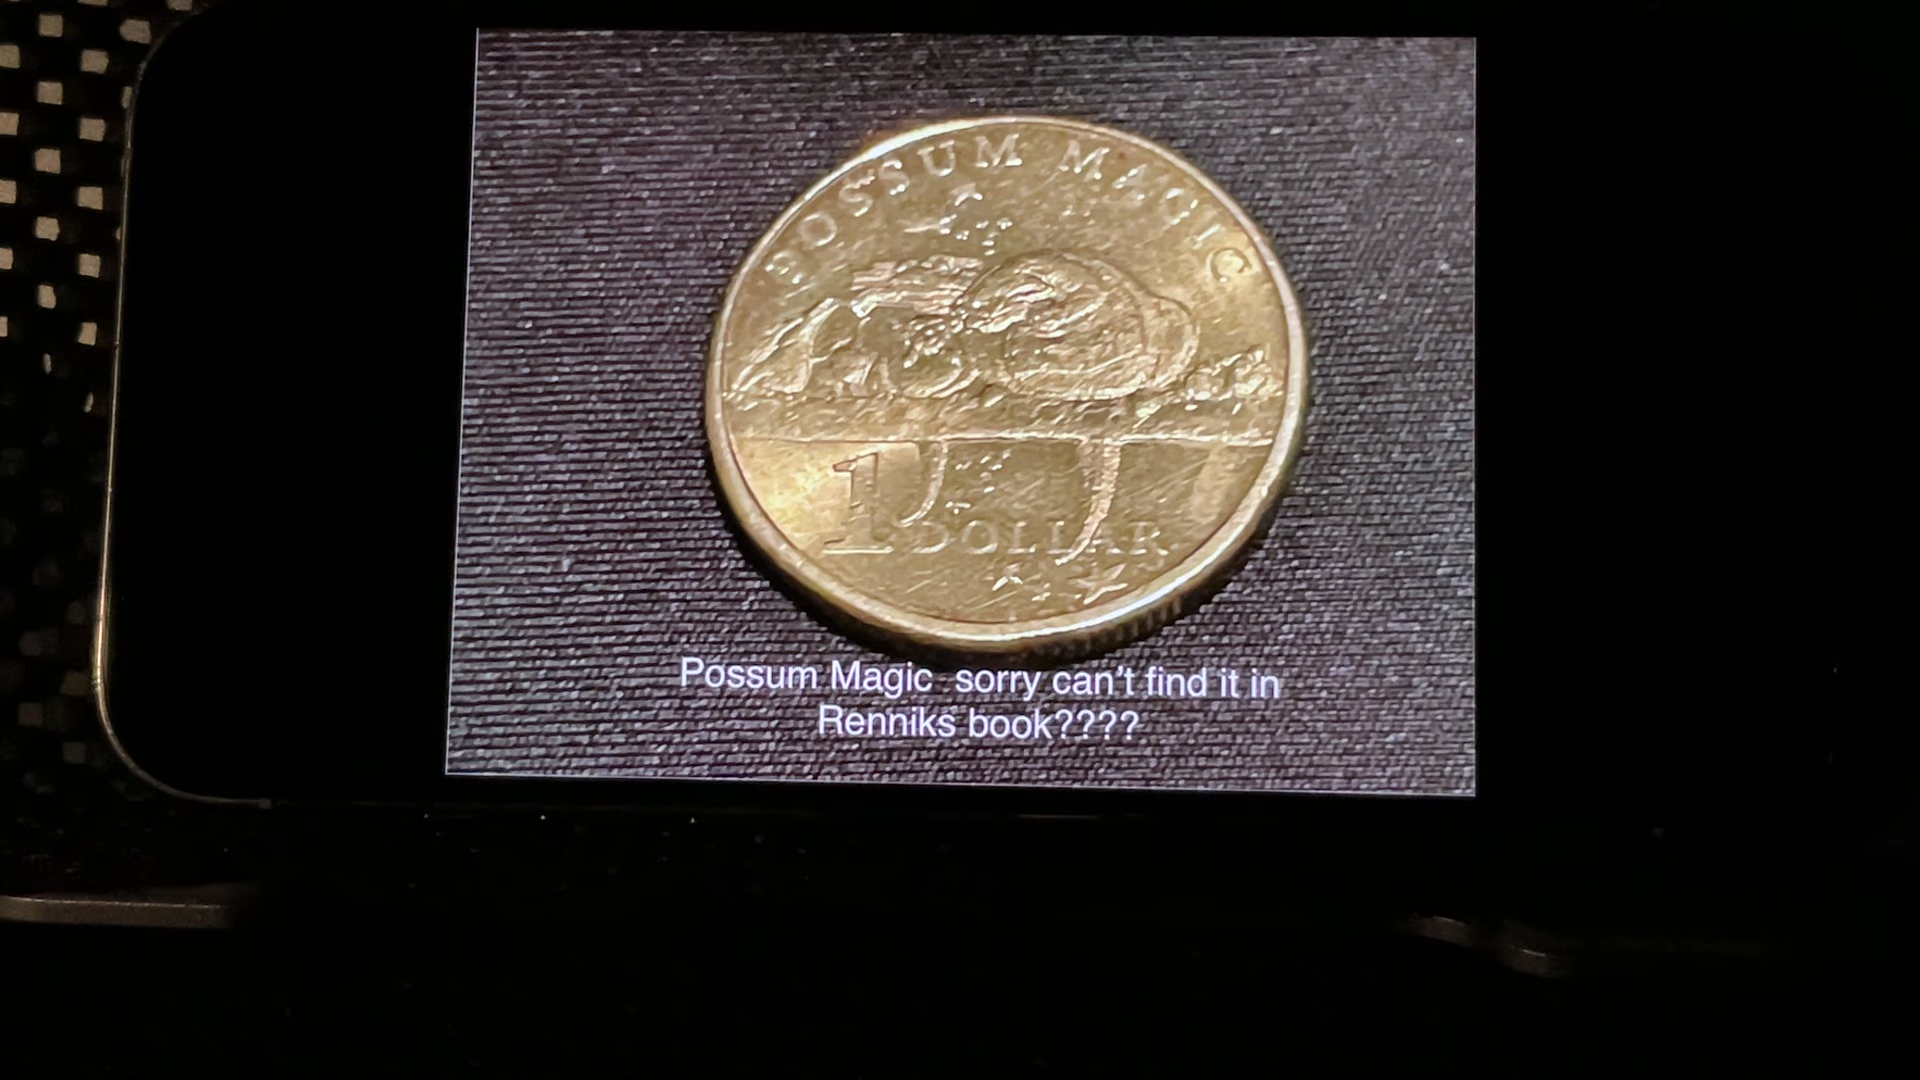 POSSUM MAGIC
1 DOLLAR
Possum Magic sorry can't find it in
Renniks book????